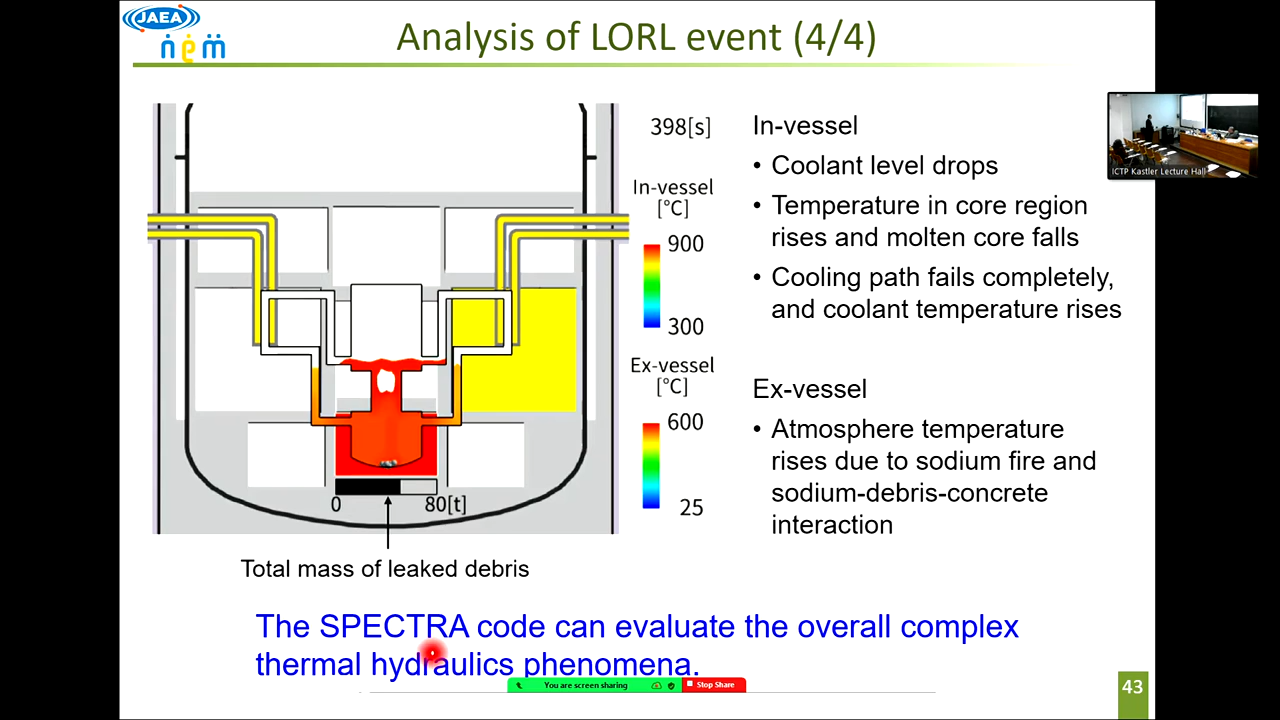 JAEA
nem
Analysis of LORL event (4/4)
398[s]
In-vessel
[°C]
900
300
Ex-vessel
[°C]
600
25
0
80[t]
Total mass of leaked debris
In-vessel
• Coolant level drops
• Temperature in core region
rises and molten core falls
• Cooling path fails completely,
and coolant temperature rises
Ex-vessel
• Atmosphere temperature
rises due to sodium fire and
sodium-debris-concrete
interaction
ICTP Kastler Lecture Hall
The SPECTRA code can evaluate the overall complex
thermal hydraulics phenomena.
You are screen sharing
Stop Share
43